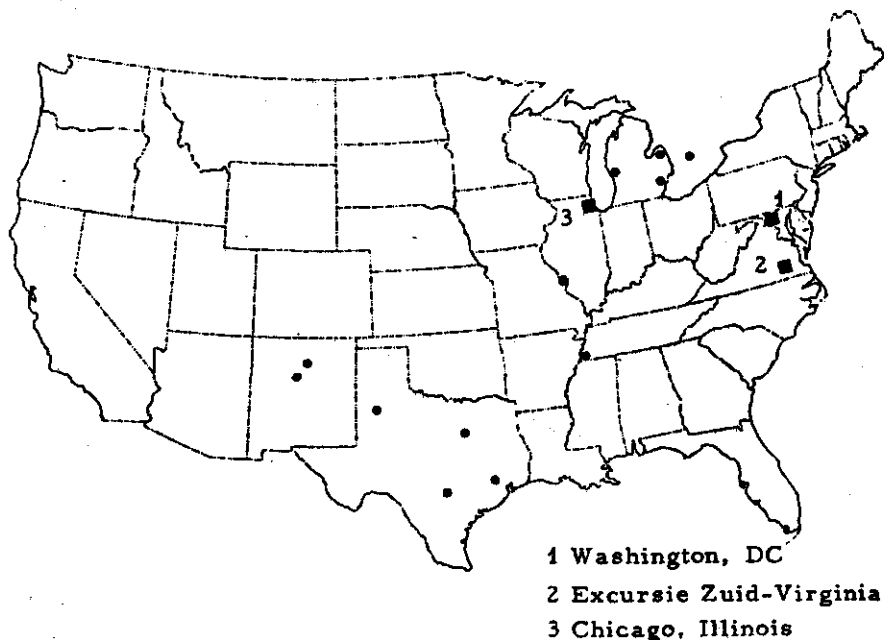 1
3
2
1 Washington, DC
2 Excursie Zuid-Virginia
3 Chicago, Illinois